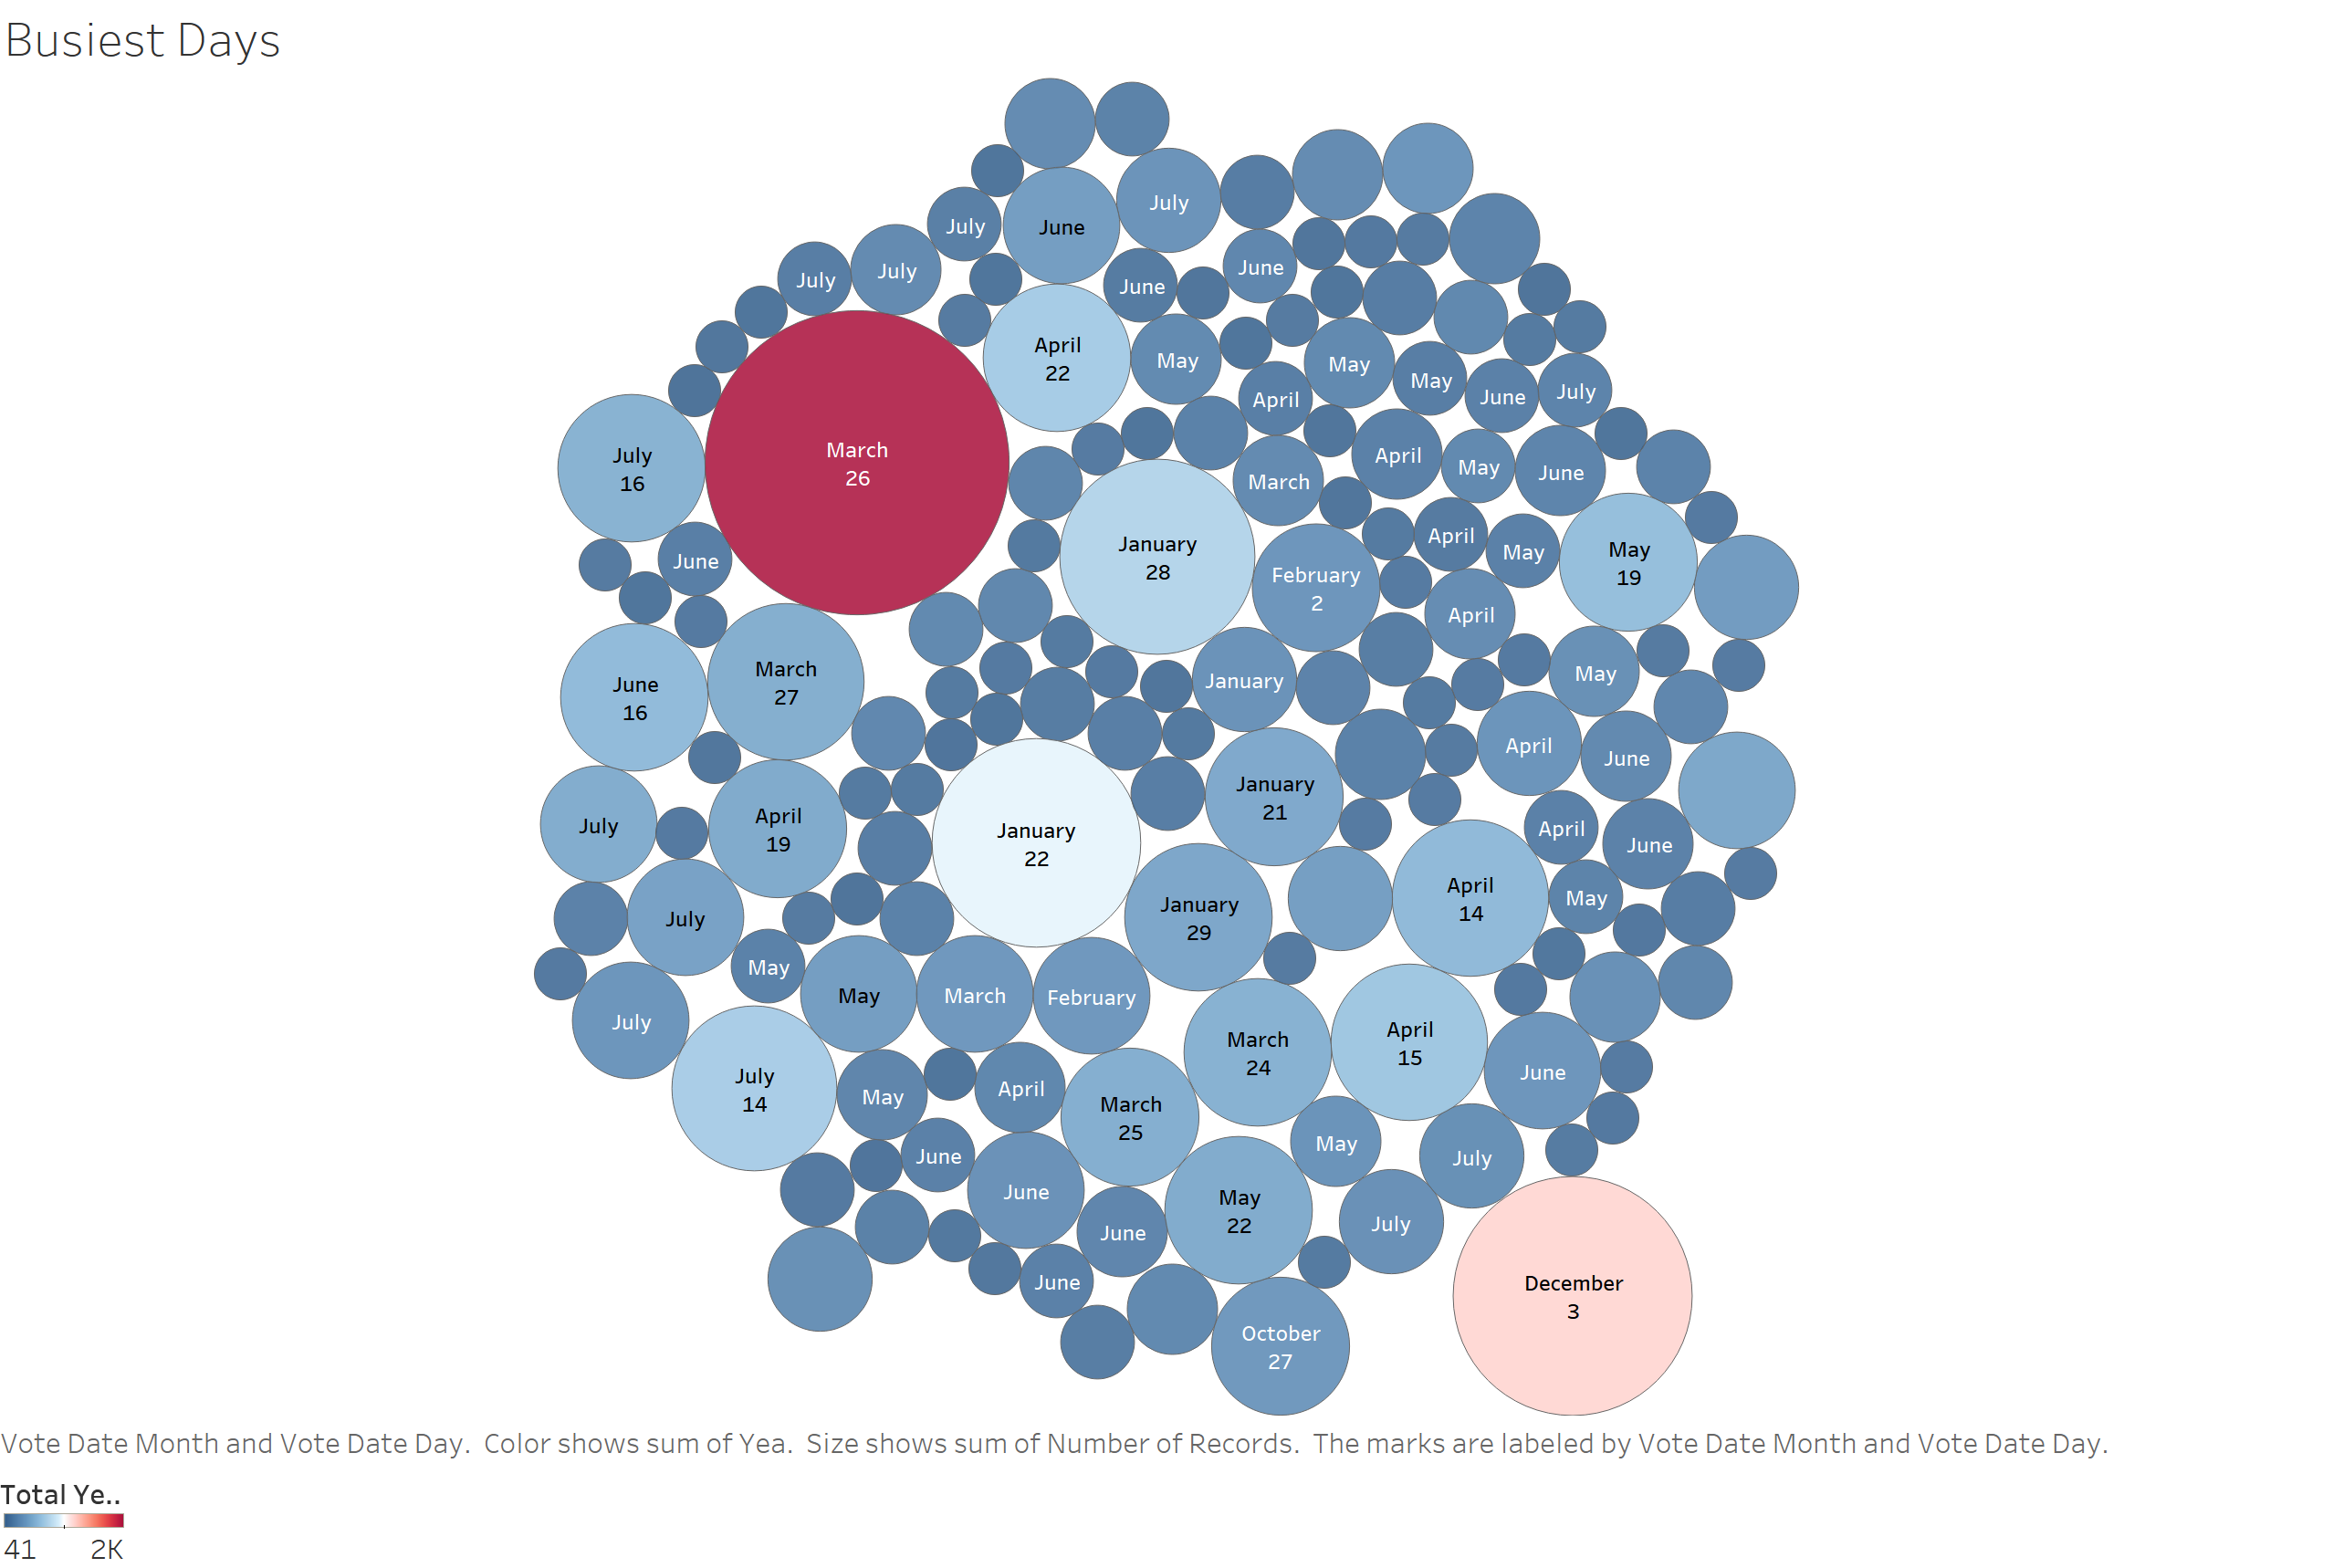 Busiest Days
July
June
July
July
July
June
June
April
22
May
May
May
April
June
July
March
26
July
16
March
April
May
June
January
28
April
May
May
19
June
February
2
April
March
27
June
16
January
May
April
June
January
21
July
April
19
January
22
April
June
April
14
May
January
29
July
May
May
March
February
July
March
24
April
15
June
July
14
May
April
March
25
May
July
June
June
May
22
July
June
June
December
3
October
27
Vote Date Month and Vote Date Day.  Color shows sum of Yea.  Size shows sum of Number of Records.  The marks are labeled by Vote Date Month and Vote Date Day.
Total Ye..
41 2K